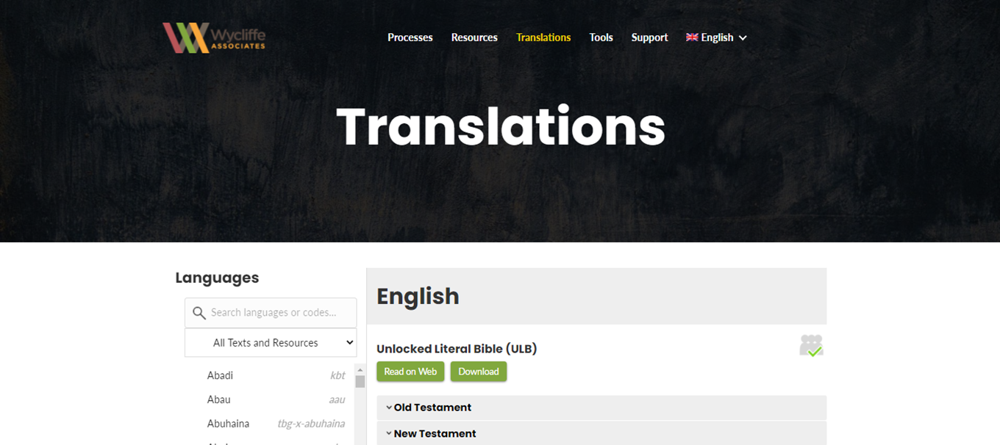 Wycliffe
ASSOCIATES
Processes Resources Translations Tools Support English
Translations
Languages
Search languages or codes...
All Texts and Resources
Abadi kbt
Abau aau
Abuhaina tbg-x-abuhaina
English
Unlocked Literal Bible (ULB)
Read on Web Download
Old Testament
New Testament